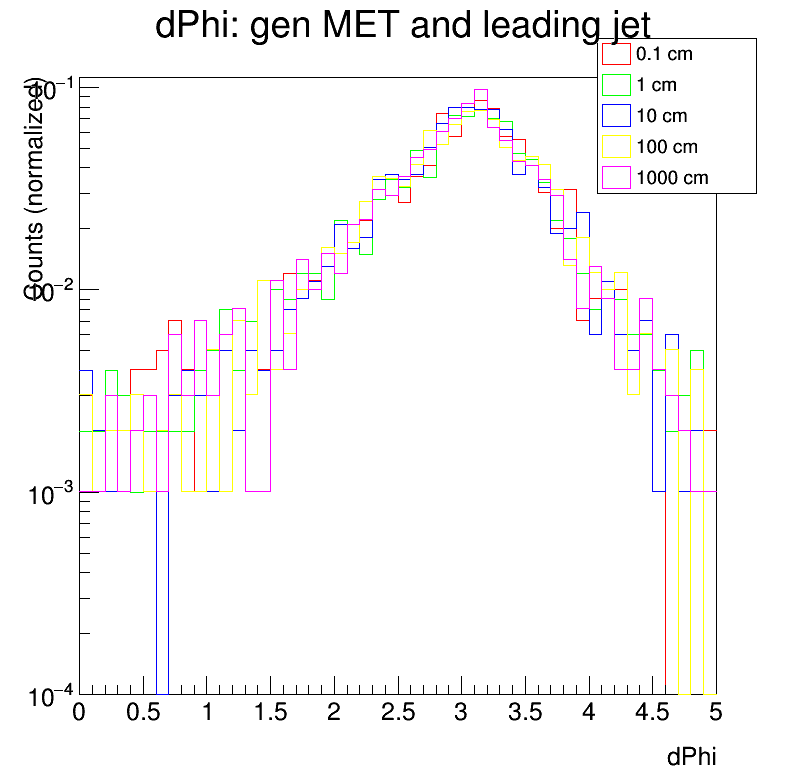 dPhi: gen MET and leading jet
0.1 cm
1 cm
10 cm
100 cm
1000 cm
Counts (normalized)
10−1
10−2
10−3
10−4
0 0.5 1 1.5 2 2.5 3 3.5 4 4.5 5
dPhi